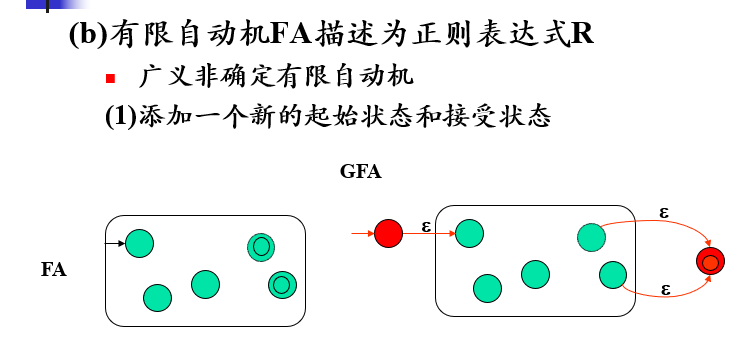 (b)有限自动机FA描述为正则表达式R
广义非确定有限自动机
(1)添加一个新的起始状态和接受状态
GFA
ε
ε
FA
ε